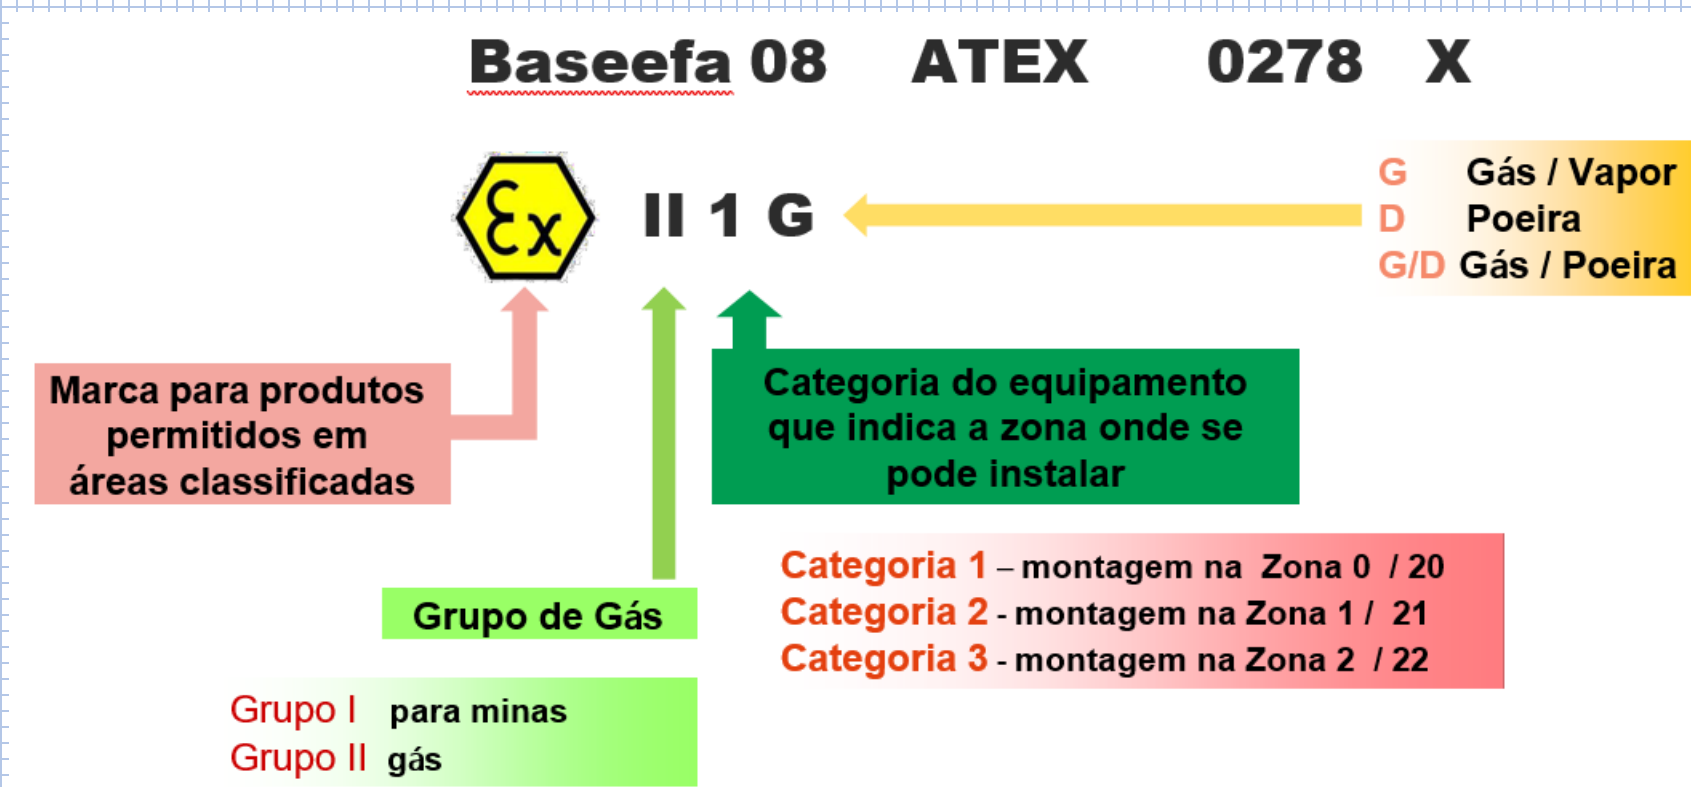 Baseefa 08 ATEX 0278 X
Ex II 1 G
G Gás / Vapor
D Poeira
G/D Gás / Poeira
Marca para produtos
permitidos em
áreas classificadas
Categoria do equipamento
que indica a zona onde se
pode instalar
Categoria 1 – montagem na Zona 0 / 20
Categoria 2 - montagem na Zona 1 / 21
Categoria 3 - montagem na Zona 2 / 22
Grupo de Gás
Grupo I para minas
Grupo II gás